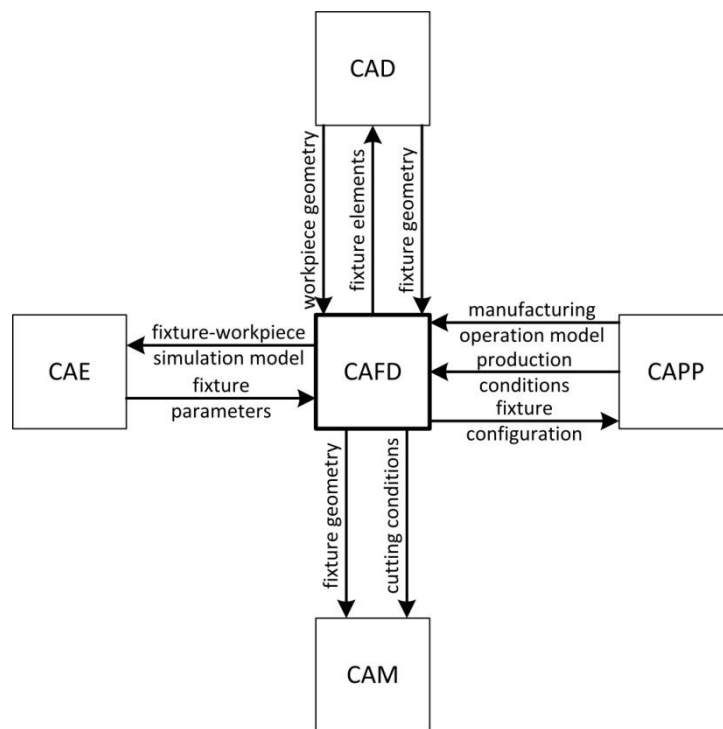 CAD
workpiece geometry
fixture elements
fixture geometry
CAE
fixture-workpiece
simulation model
fixture
parameters
CAFD
manufacturing
operation model
production
conditions
fixture
configuration
CAPP
fixture geometry
cutting conditions
CAM